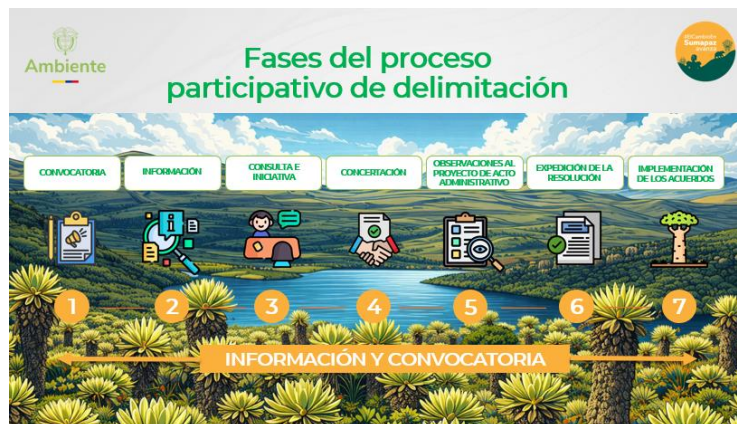 Ambiente
Fases del proceso
participativo de delimitación
Sumapaz
avanza
CONVOCATORIA
INFORMACIÓN
CONSULTA E
INICIATIVA
CONCERTACIÓN
OBSERVACIONES AL
PROYECTO DE ACTO
ADMINISTRATIVO
EXPEDICIÓN DE LA
RESOLUCIÓN
IMPLEMENTACIÓN
DE LOS ACUERDOS
1
2
3
4
5
6
7
INFORMACIÓN Y CONVOCATORIA